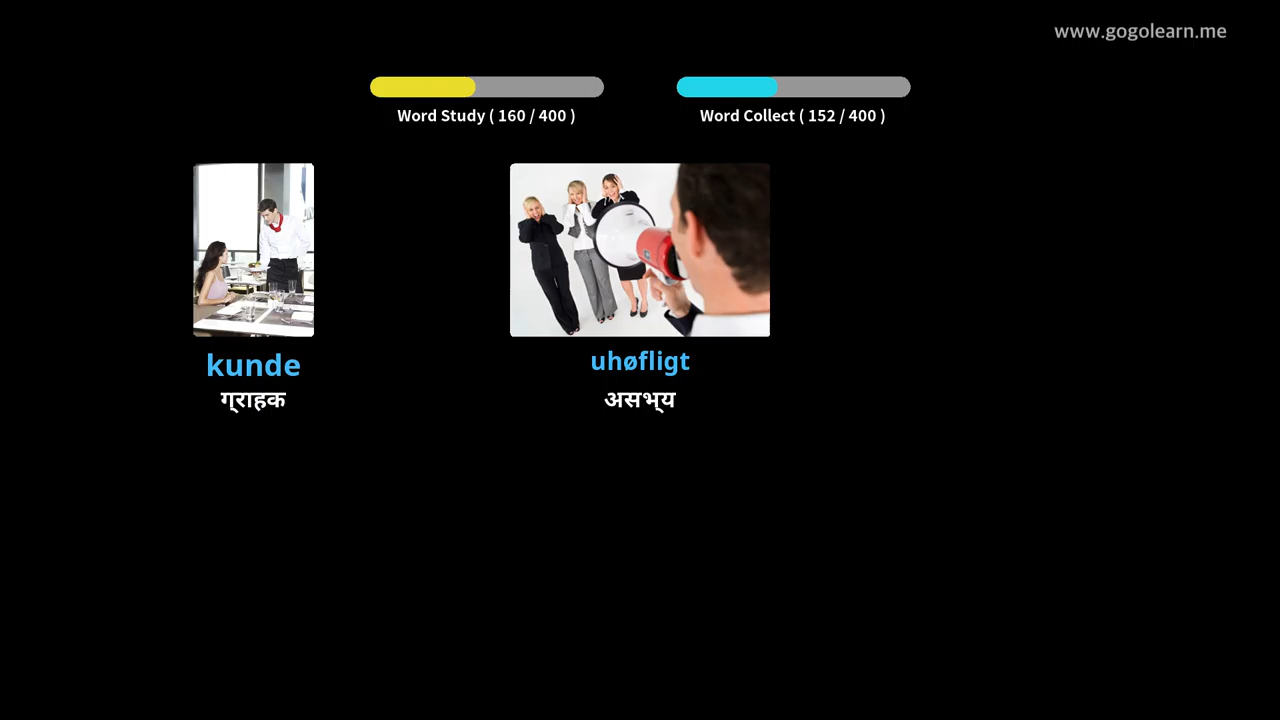 www.gogolearn.me
Word Study ( 160 / 400 )
Word Collect ( 152 / 400 )
kunde
ग्राहक
uhøfligt
असभ्य